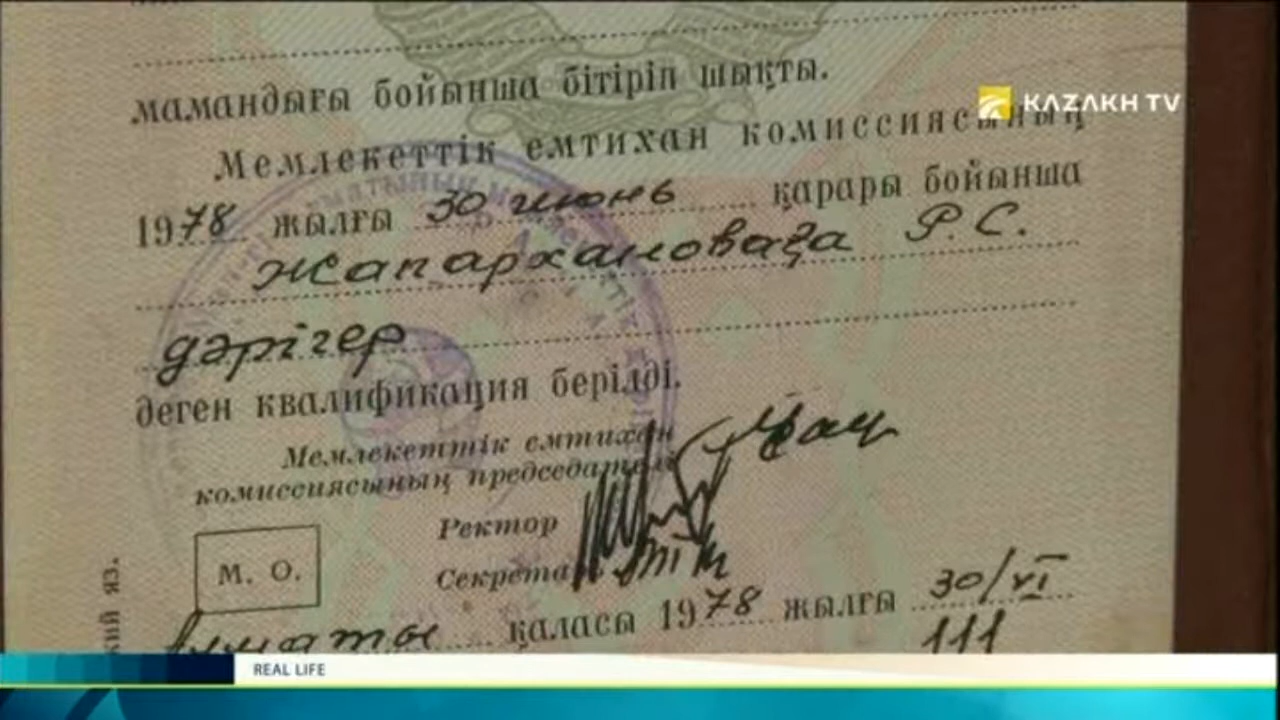 мамандығы бойынша бітіріп шықты.
KAZAKH TV
Мемлекеттік емтихан комиссиясының
1978 жылғы 30 июнь қарары бойынша
Жапархановаға Р.С.
дәрігер
деген квалификация берілді.
Мемлекеттік емтихан
комиссиясының председателі
Ректор
Секретарь
М. О.
Алматы қаласы 1978 жылғы 30/VI
111
REAL LIFE